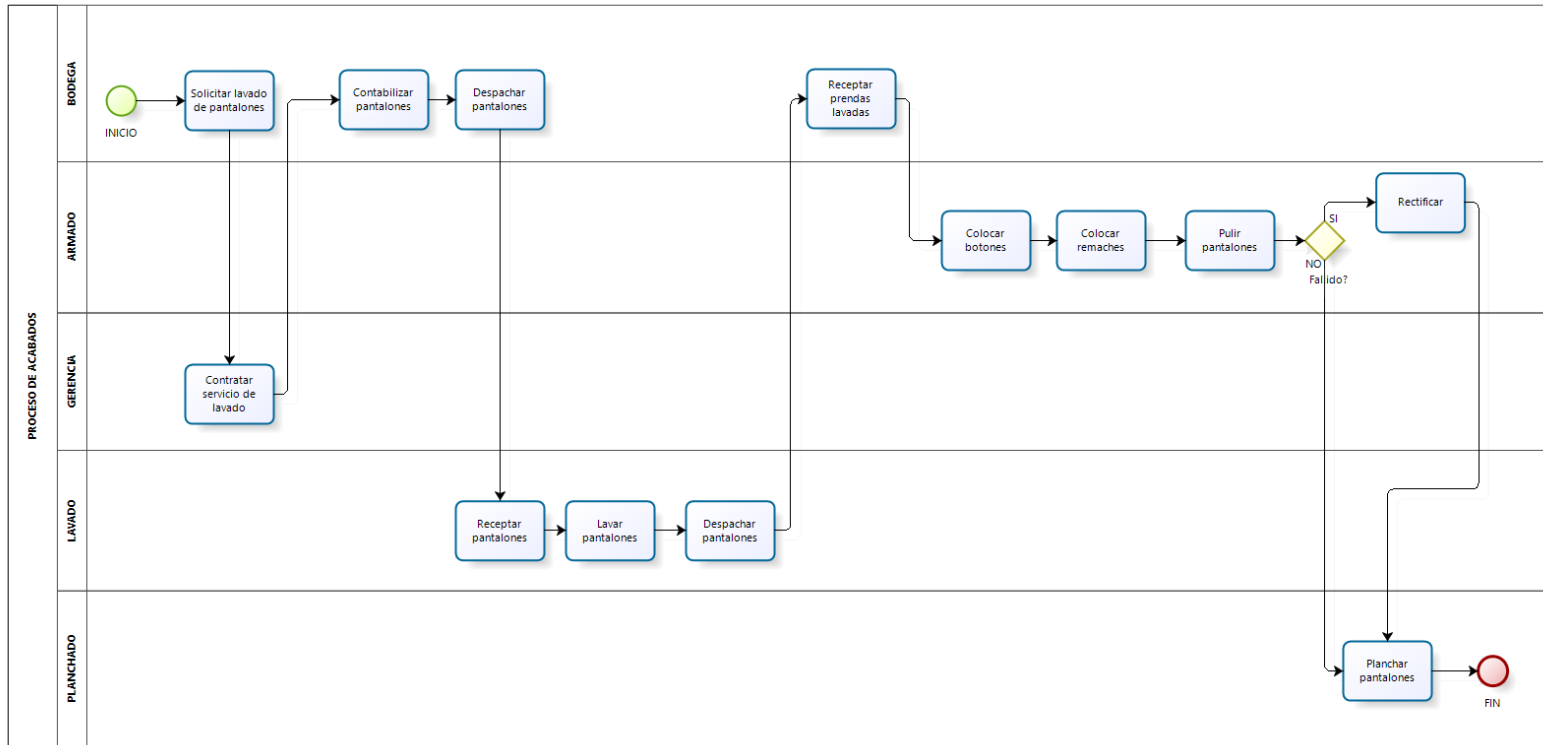 PROCESO DE ACABADOS
BODEGA
INICIO
Solicitar lavado
de pantalones
Contabilizar
pantalones
Despachar
pantalones
Receptar
prendas
lavadas
ARMADO
Colocar
botones
Colocar
remaches
Pulir
pantalones
SI
NO
Fallido?
Rectificar
GERENCIA
Contratar
servicio de
lavado
LAVADO
Receptar
pantalones
Lavar
pantalones
Despachar
pantalones
PLANCHADO
Planchar
pantalones
FIN